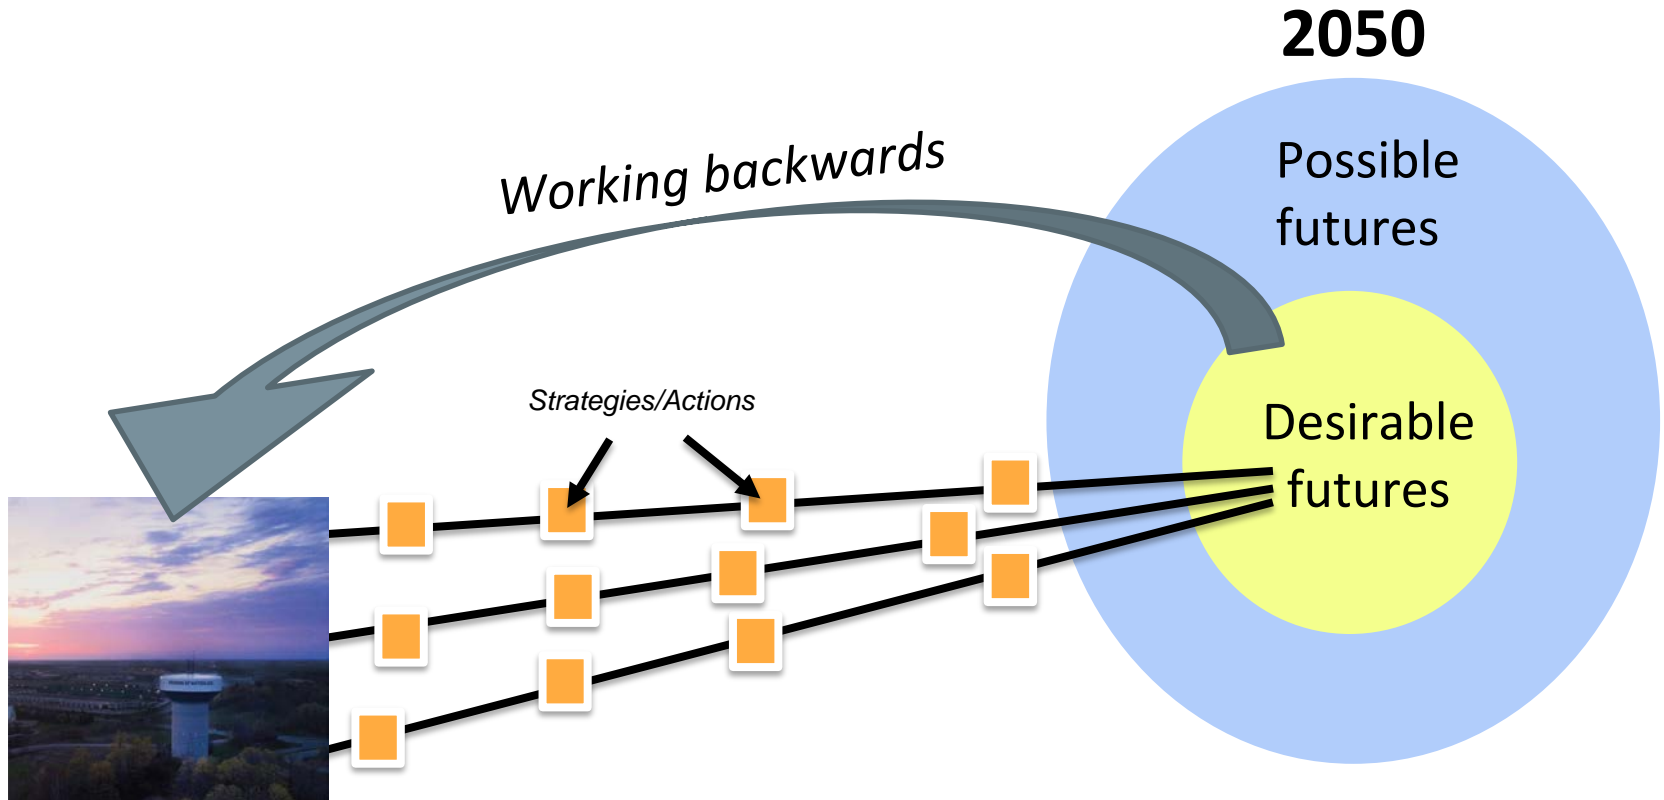 2050
Possible
futures
Working backwards
Strategies/Actions
Desirable
futures